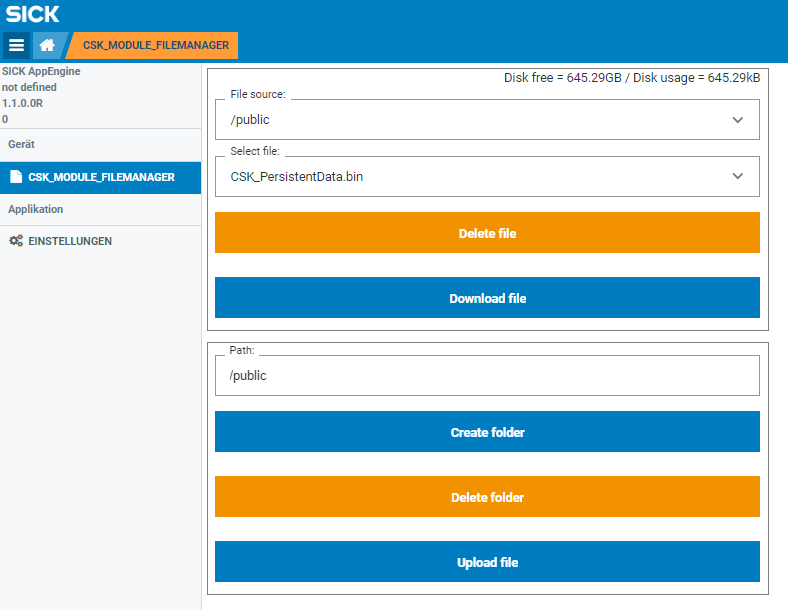 SICK
CSK_MODULE_FILEMANAGER
SICK AppEngine
not defined
1.1.0.0R
0
Gerät
CSK_MODULE_FILEMANAGER
Applikation
EINSTELLUNGEN
Disk free = 645.29GB / Disk usage = 645.29kB
File source:
/public
Select file:
CSK_PersistentData.bin
Delete file
Download file
Path:
/public
Create folder
Delete folder
Upload file